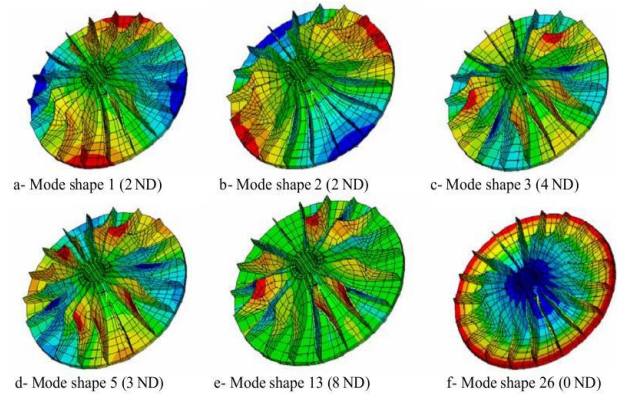 a- Mode shape 1 (2 ND)
b- Mode shape 2 (2 ND)
c- Mode shape 3 (4 ND)
d- Mode shape 5 (3 ND)
e- Mode shape 13 (8 ND)
f- Mode shape 26 (0 ND)